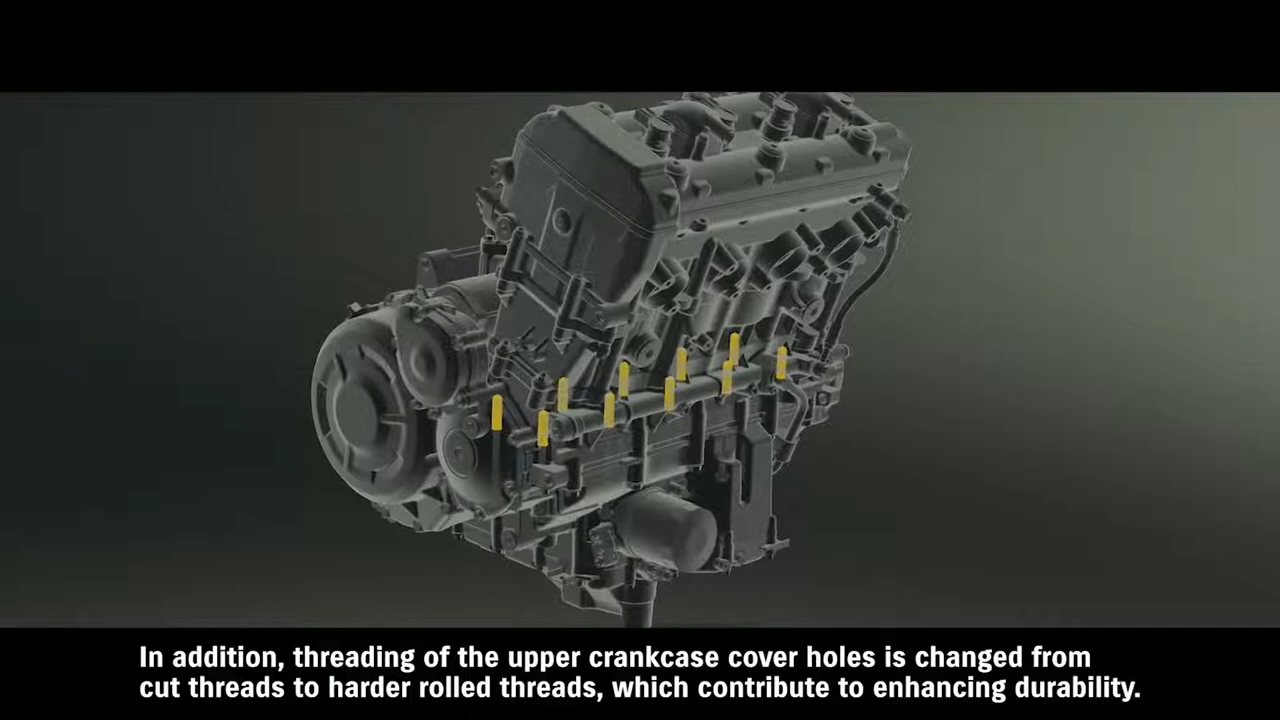 In addition, threading of the upper crankcase cover holes is changed from
cut threads to harder rolled threads, which contribute to enhancing durability.